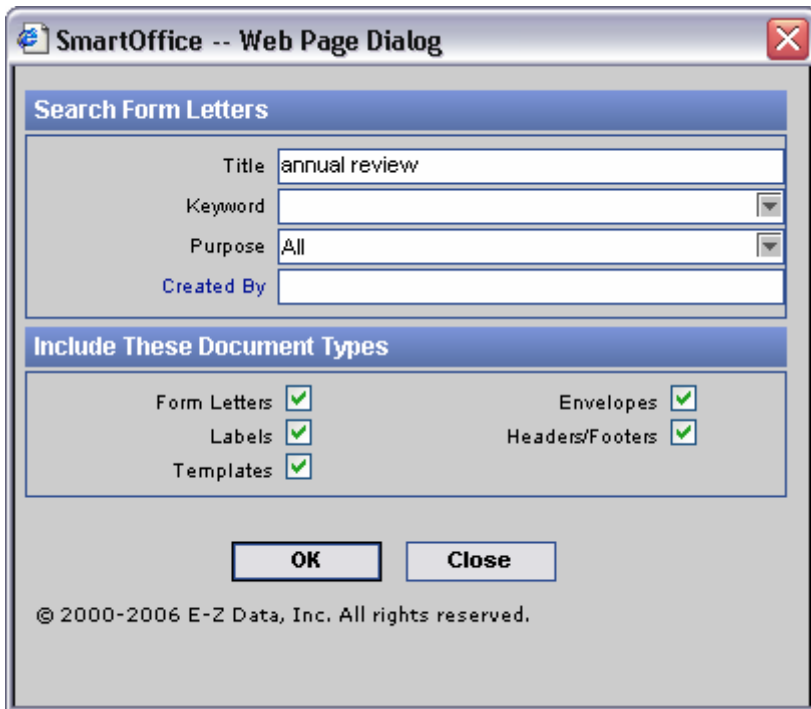 SmartOffice -- Web Page Dialog
Search Form Letters
Title annual review
Keyword
Purpose All
Created By
Include These Document Types
Form Letters Envelopes
Labels Headers/Footers
Templates
OK Close
© 2000-2006 E-Z Data, Inc. All rights reserved.